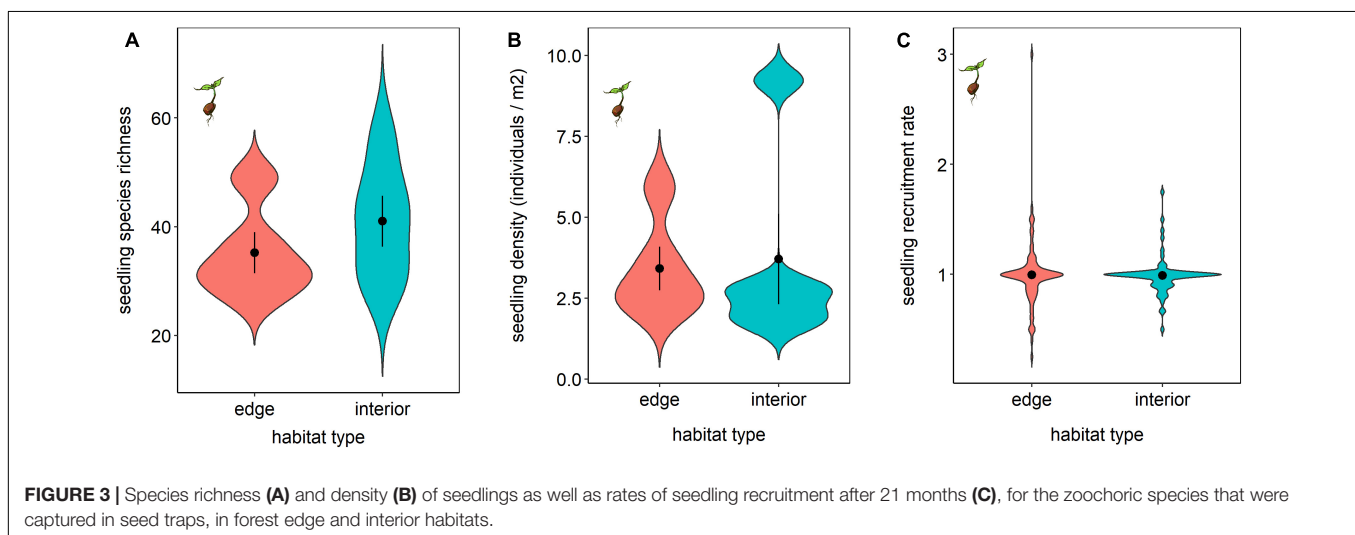 A
seedling species richness
60
40
20
edge
interior
habitat type
B
seedling density (individuals / m2)
10.0
7.5
5.0
2.5
0.0
edge
interior
habitat type
C
seedling recruitment rate
3
2
1
edge
interior
habitat type
FIGURE 3 | Species richness (A) and density (B) of seedlings as well as rates of seedling recruitment after 21 months (C), for the zoochoric species that were
captured in seed traps, in forest edge and interior habitats.